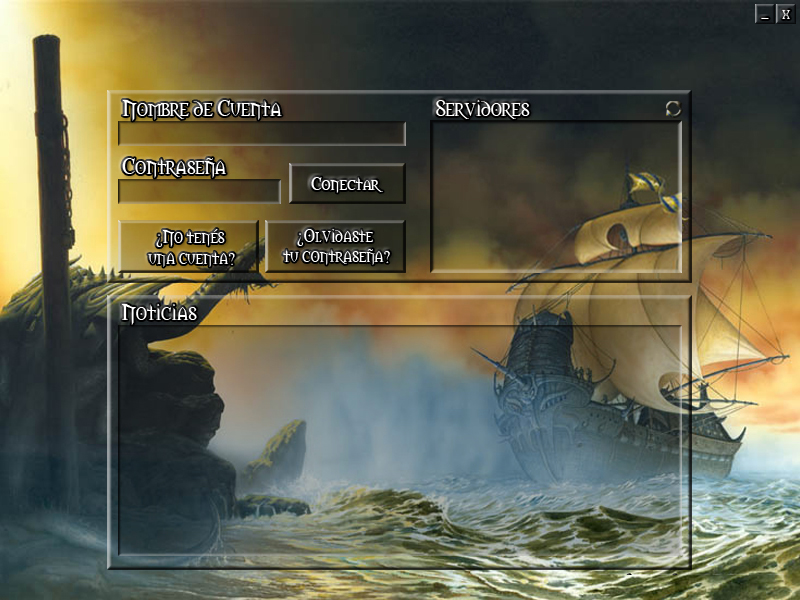 _ X
Nombre de Cuenta
Servidores
Contraseña
Conectar
¿No tenés
una cuenta?
¿Olvidaste
tu contraseña?
Noticias